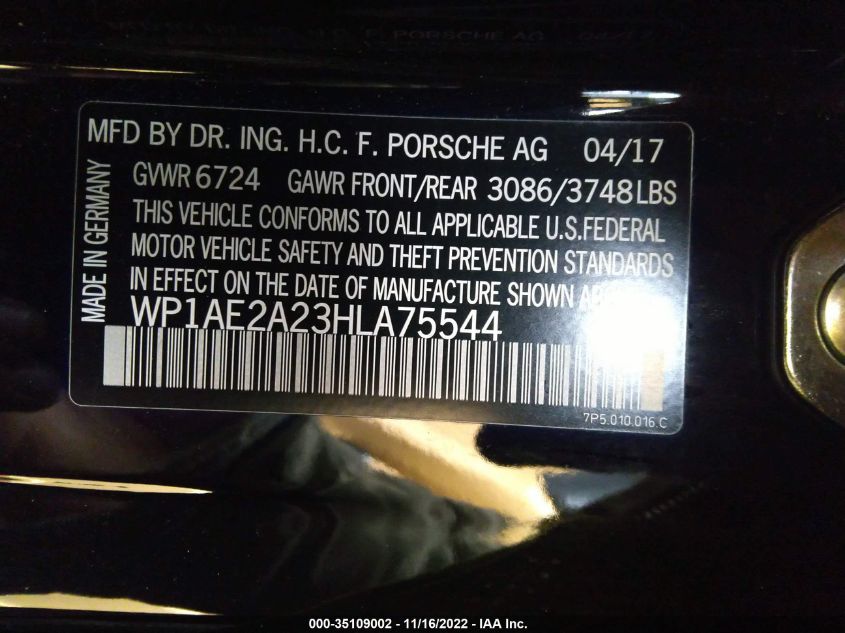 MFD BY DR. ING. H.C. F. PORSCHE AG 04/17
GVWR 6724 GAWR FRONT/REAR 3086/3748 LBS
THIS VEHICLE CONFORMS TO ALL APPLICABLE U.S.FEDERAL
MOTOR VEHICLE SAFETY AND THEFT PREVENTION STANDARDS
IN EFFECT ON THE DATE OF MANUFACTURE SHOWN
WP1AE2A23HLA75544
MADE IN GERMANY
7P5.010.016.C
000-35109002 - 11/16/2022 - IAA Inc.